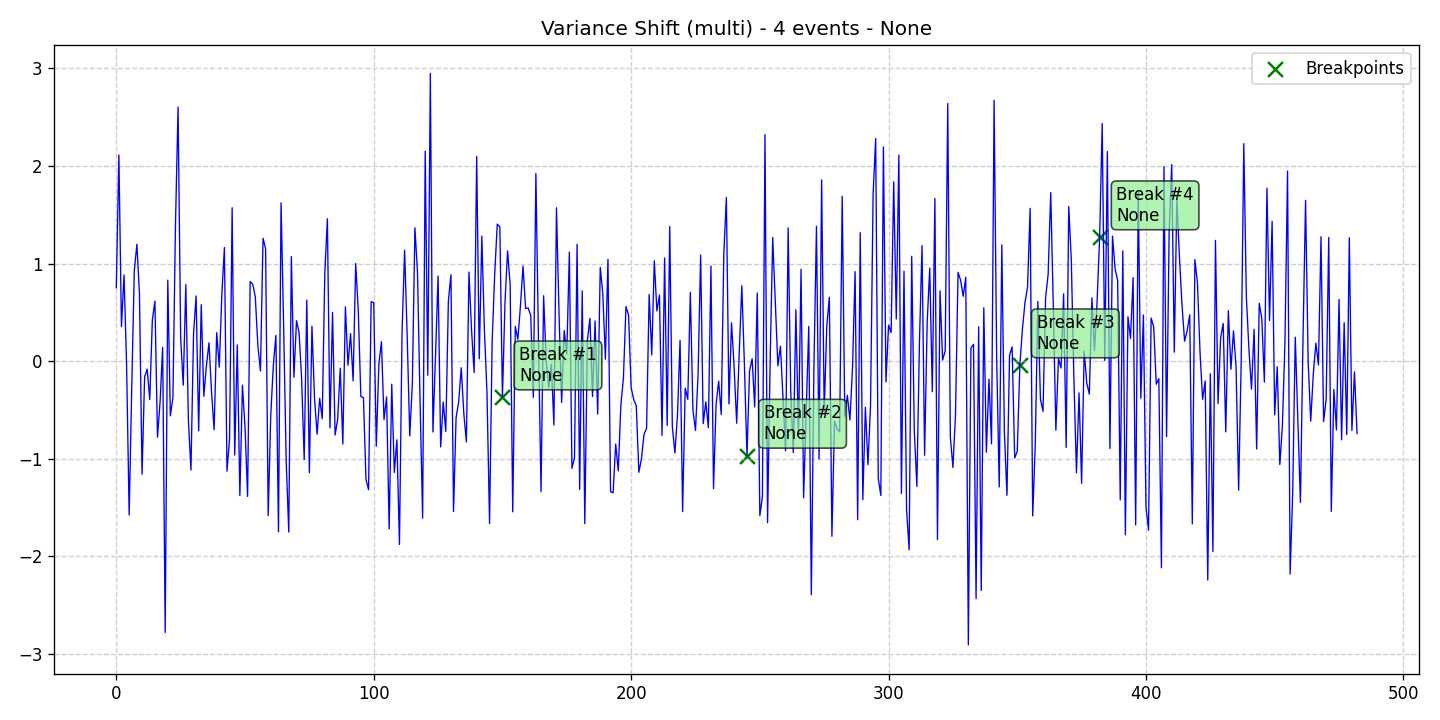 Variance Shift (multi) - 4 events - None
Breakpoints
3
2
1
0
−1
−2
−3
Break #4
None
Break #3
None
Break #1
None
Break #2
None
0
100
200
300
400
500